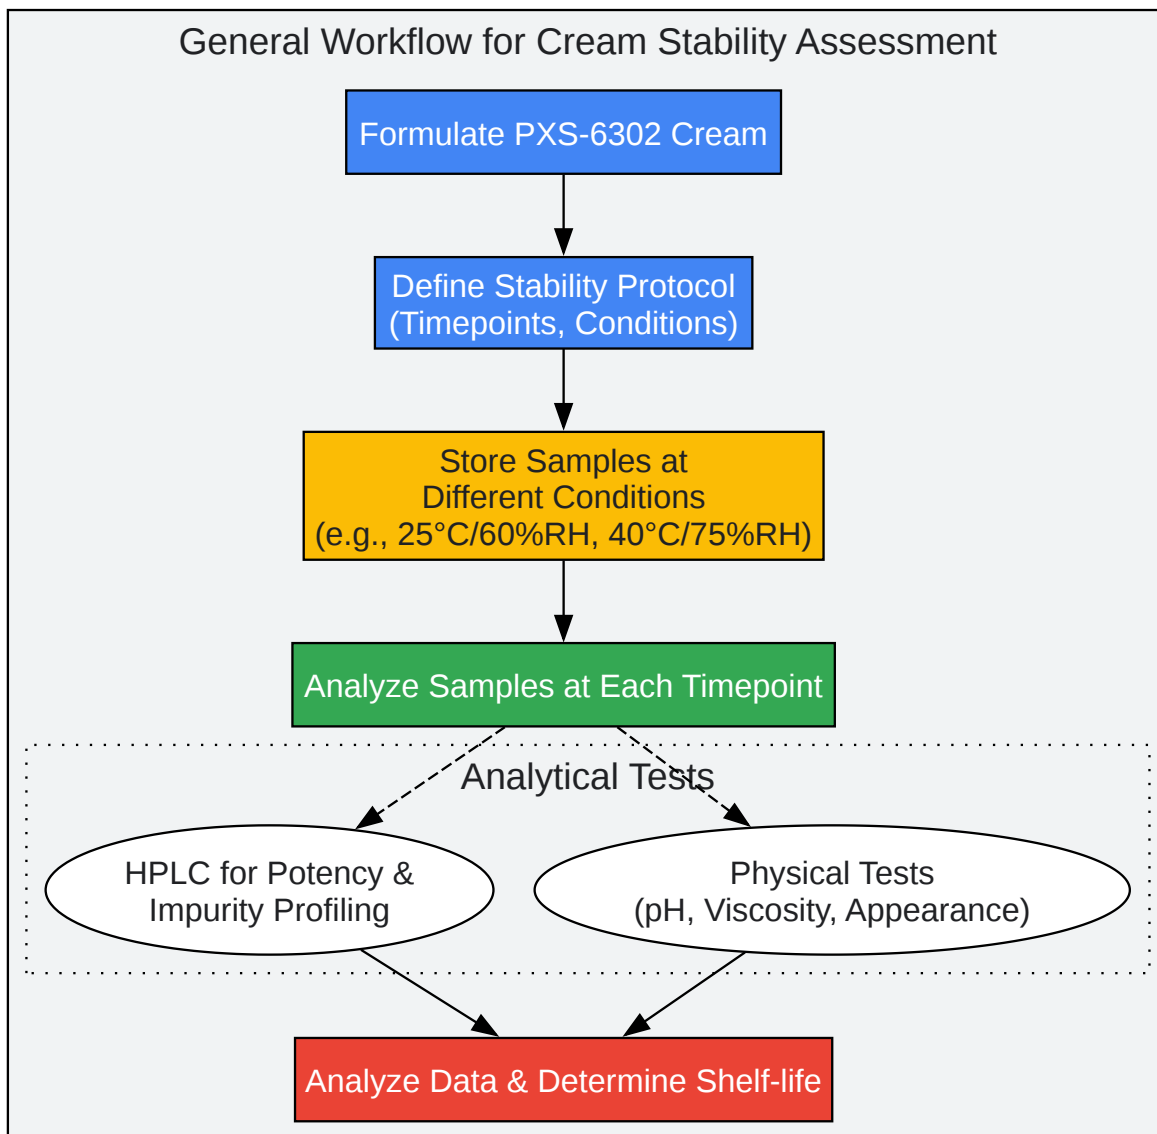 General Workflow for Cream Stability Assessment
Formulate PXS-6302 Cream
Define Stability Protocol
(Timepoints, Conditions)
Store Samples at
Different Conditions
(e.g., 25°C/60%RH, 40°C/75%RH)
Analyze Samples at Each Timepoint
Analytical Tests
HPLC for Potency &
Impurity Profiling
Physical Tests
(pH, Viscosity, Appearance)
Analyze Data & Determine Shelf-life